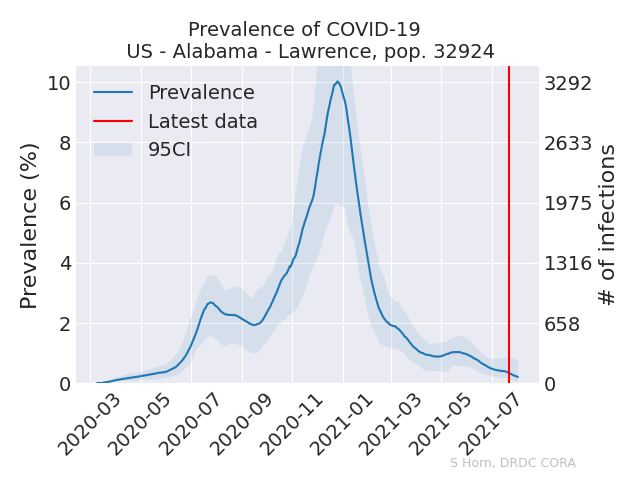 Prevalence of COVID-19
US - Alabama - Lawrence, pop. 32924
Prevalence
Latest data
95CI
Prevalence (%)
10
8
6
4
2
0
3292
2633
1975
1316
658
0
# of infections
2020-03
2020-05
2020-07
2020-09
2020-11
2021-01
2021-03
2021-05
2021-07
S Horn, DRDC CORA